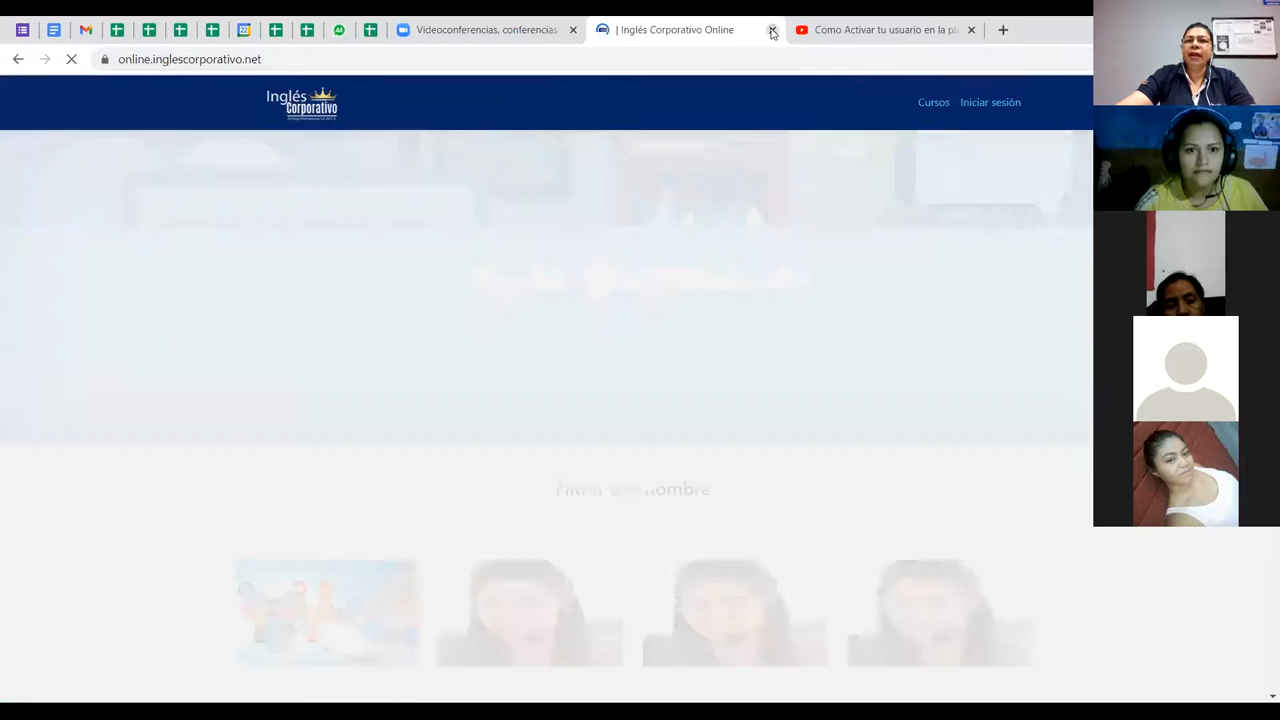 Videoconferencias, conferencias
| Inglés Corporativo Online
Como Activar tu usuario en la pl
online.inglescorporativo.net
Inglés
Corporativo
Cursos
Iniciar sesión
nombre